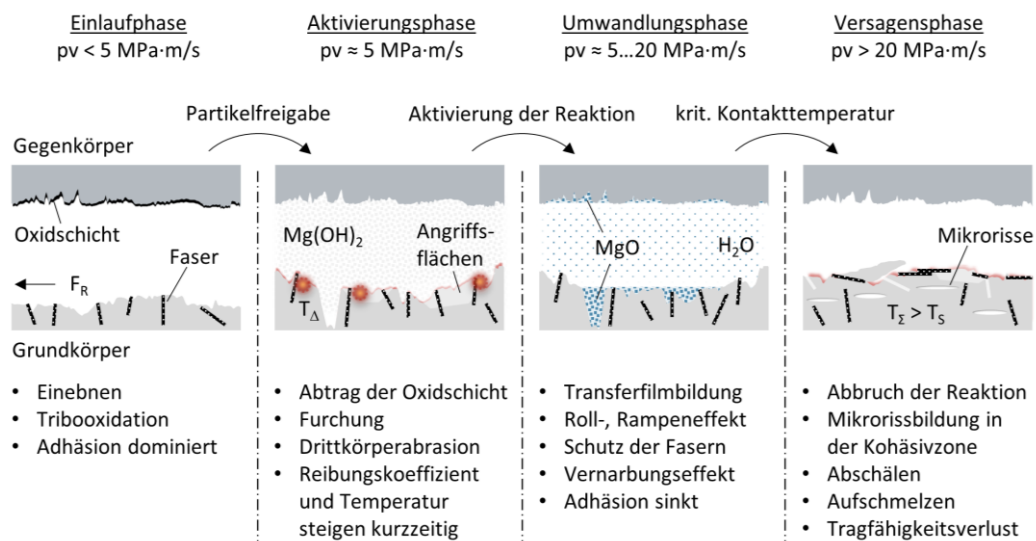 Einlaufphase
pv < 5 MPa·m/s
Aktivierungsphase
pv ≈ 5 MPa·m/s
Umwandlungsphase
pv ≈ 5…20 MPa·m/s
Versagensphase
pv > 20 MPa·m/s
Partikelfreigabe
Aktivierung der Reaktion
krit. Kontakttemperatur
Gegenkörper
Oxidschicht
Faser
F_R
Grundkörper
Mg(OH)₂
Angriffs-
flächen
T_Δ
MgO
H₂O
Mikrorisse
T_Σ > T_S
• Einebnen
• Tribooxidation
• Adhäsion dominiert
• Abtrag der Oxidschicht
• Furchung
• Drittkörperabrasion
• Reibungskoeffizient
und Temperatur
steigen kurzzeitig
• Transferfilmbildung
• Roll-, Rampeneffekt
• Schutz der Fasern
• Vernarbungseffekt
• Adhäsion sinkt
• Abbruch der Reaktion
• Mikrorissbildung in
der Kohäsivzone
• Abschälen
• Aufschmelzen
• Tragfähigkeitsverlust